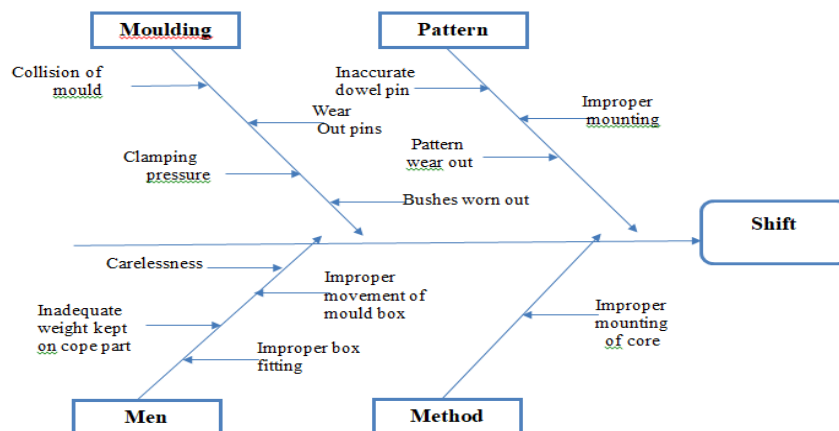 Moulding
Pattern
Collision of
mould
Wear
Out pins
Clamping
pressure
Bushes worn out
Inaccurate
dowel pin
Improper
mounting
Pattern
wear out
Shift
Carelessness
Improper
movement of
mould box
Inadequate
weight kept
on cope part
Improper box
fitting
Improper
mounting
of core
Men
Method